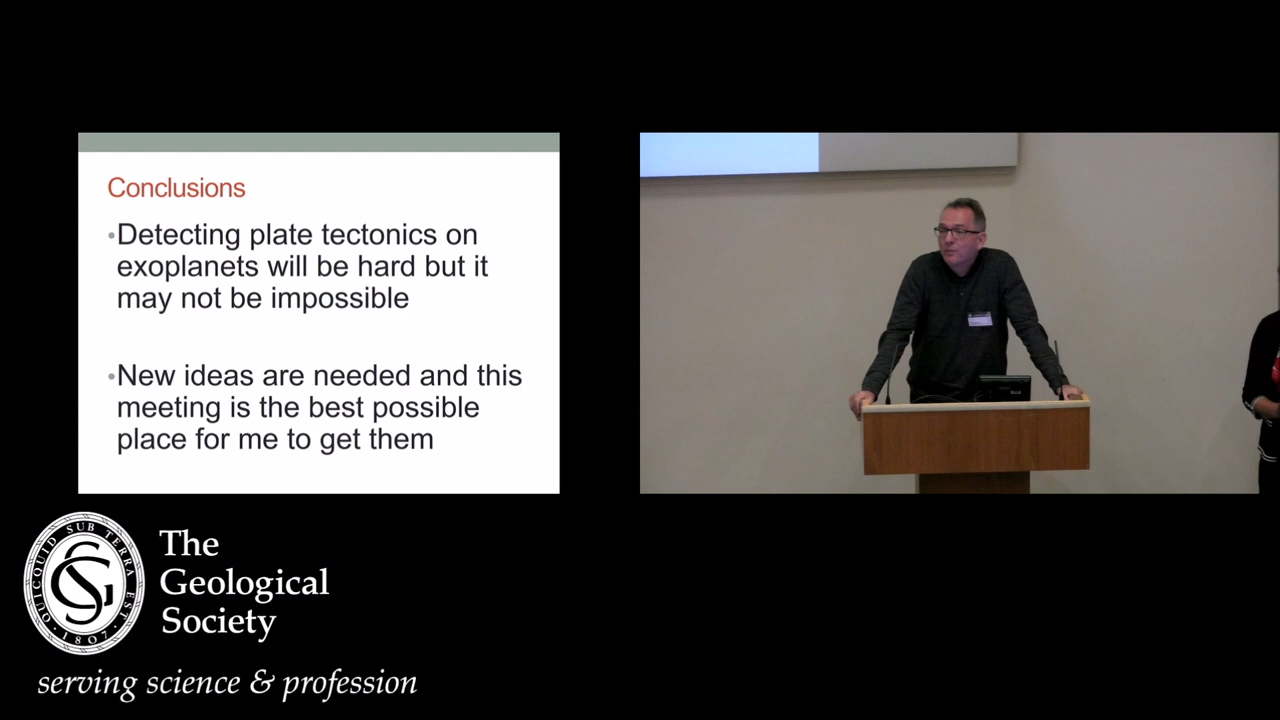 Conclusions
•Detecting plate tectonics on
exoplanets will be hard but it
may not be impossible
•New ideas are needed and this
meeting is the best possible
place for me to get them
QUICQUID SUB TERRA EST
GS
·1807·
The
Geological
Society
serving science & profession